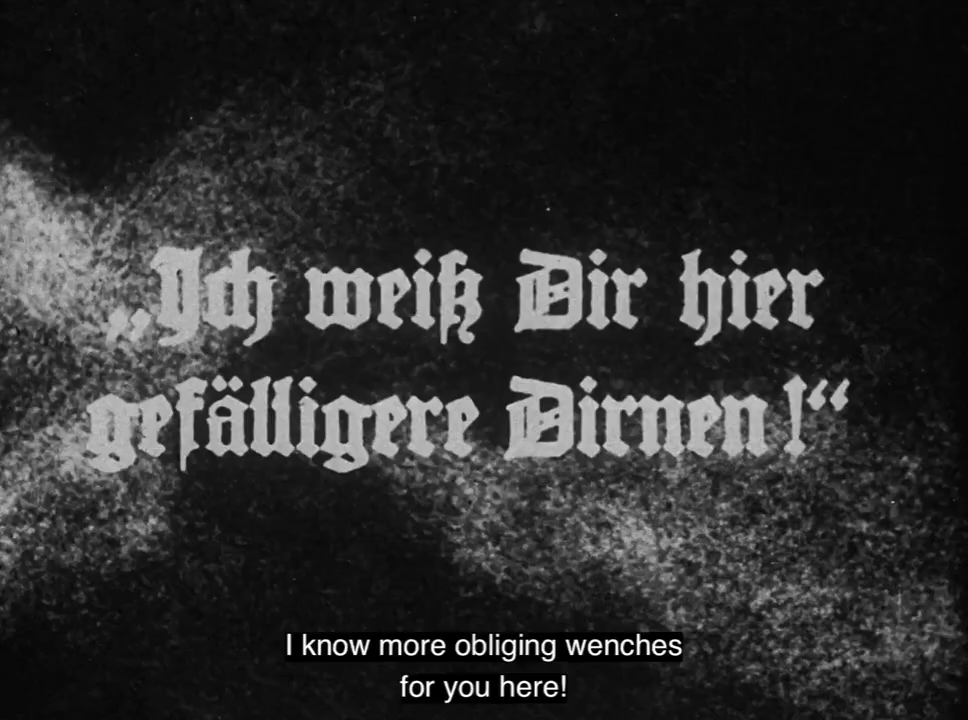 „Ich weiß Dir hier
gefälligere Dirnen!“
I know more obliging wenches
for you here!